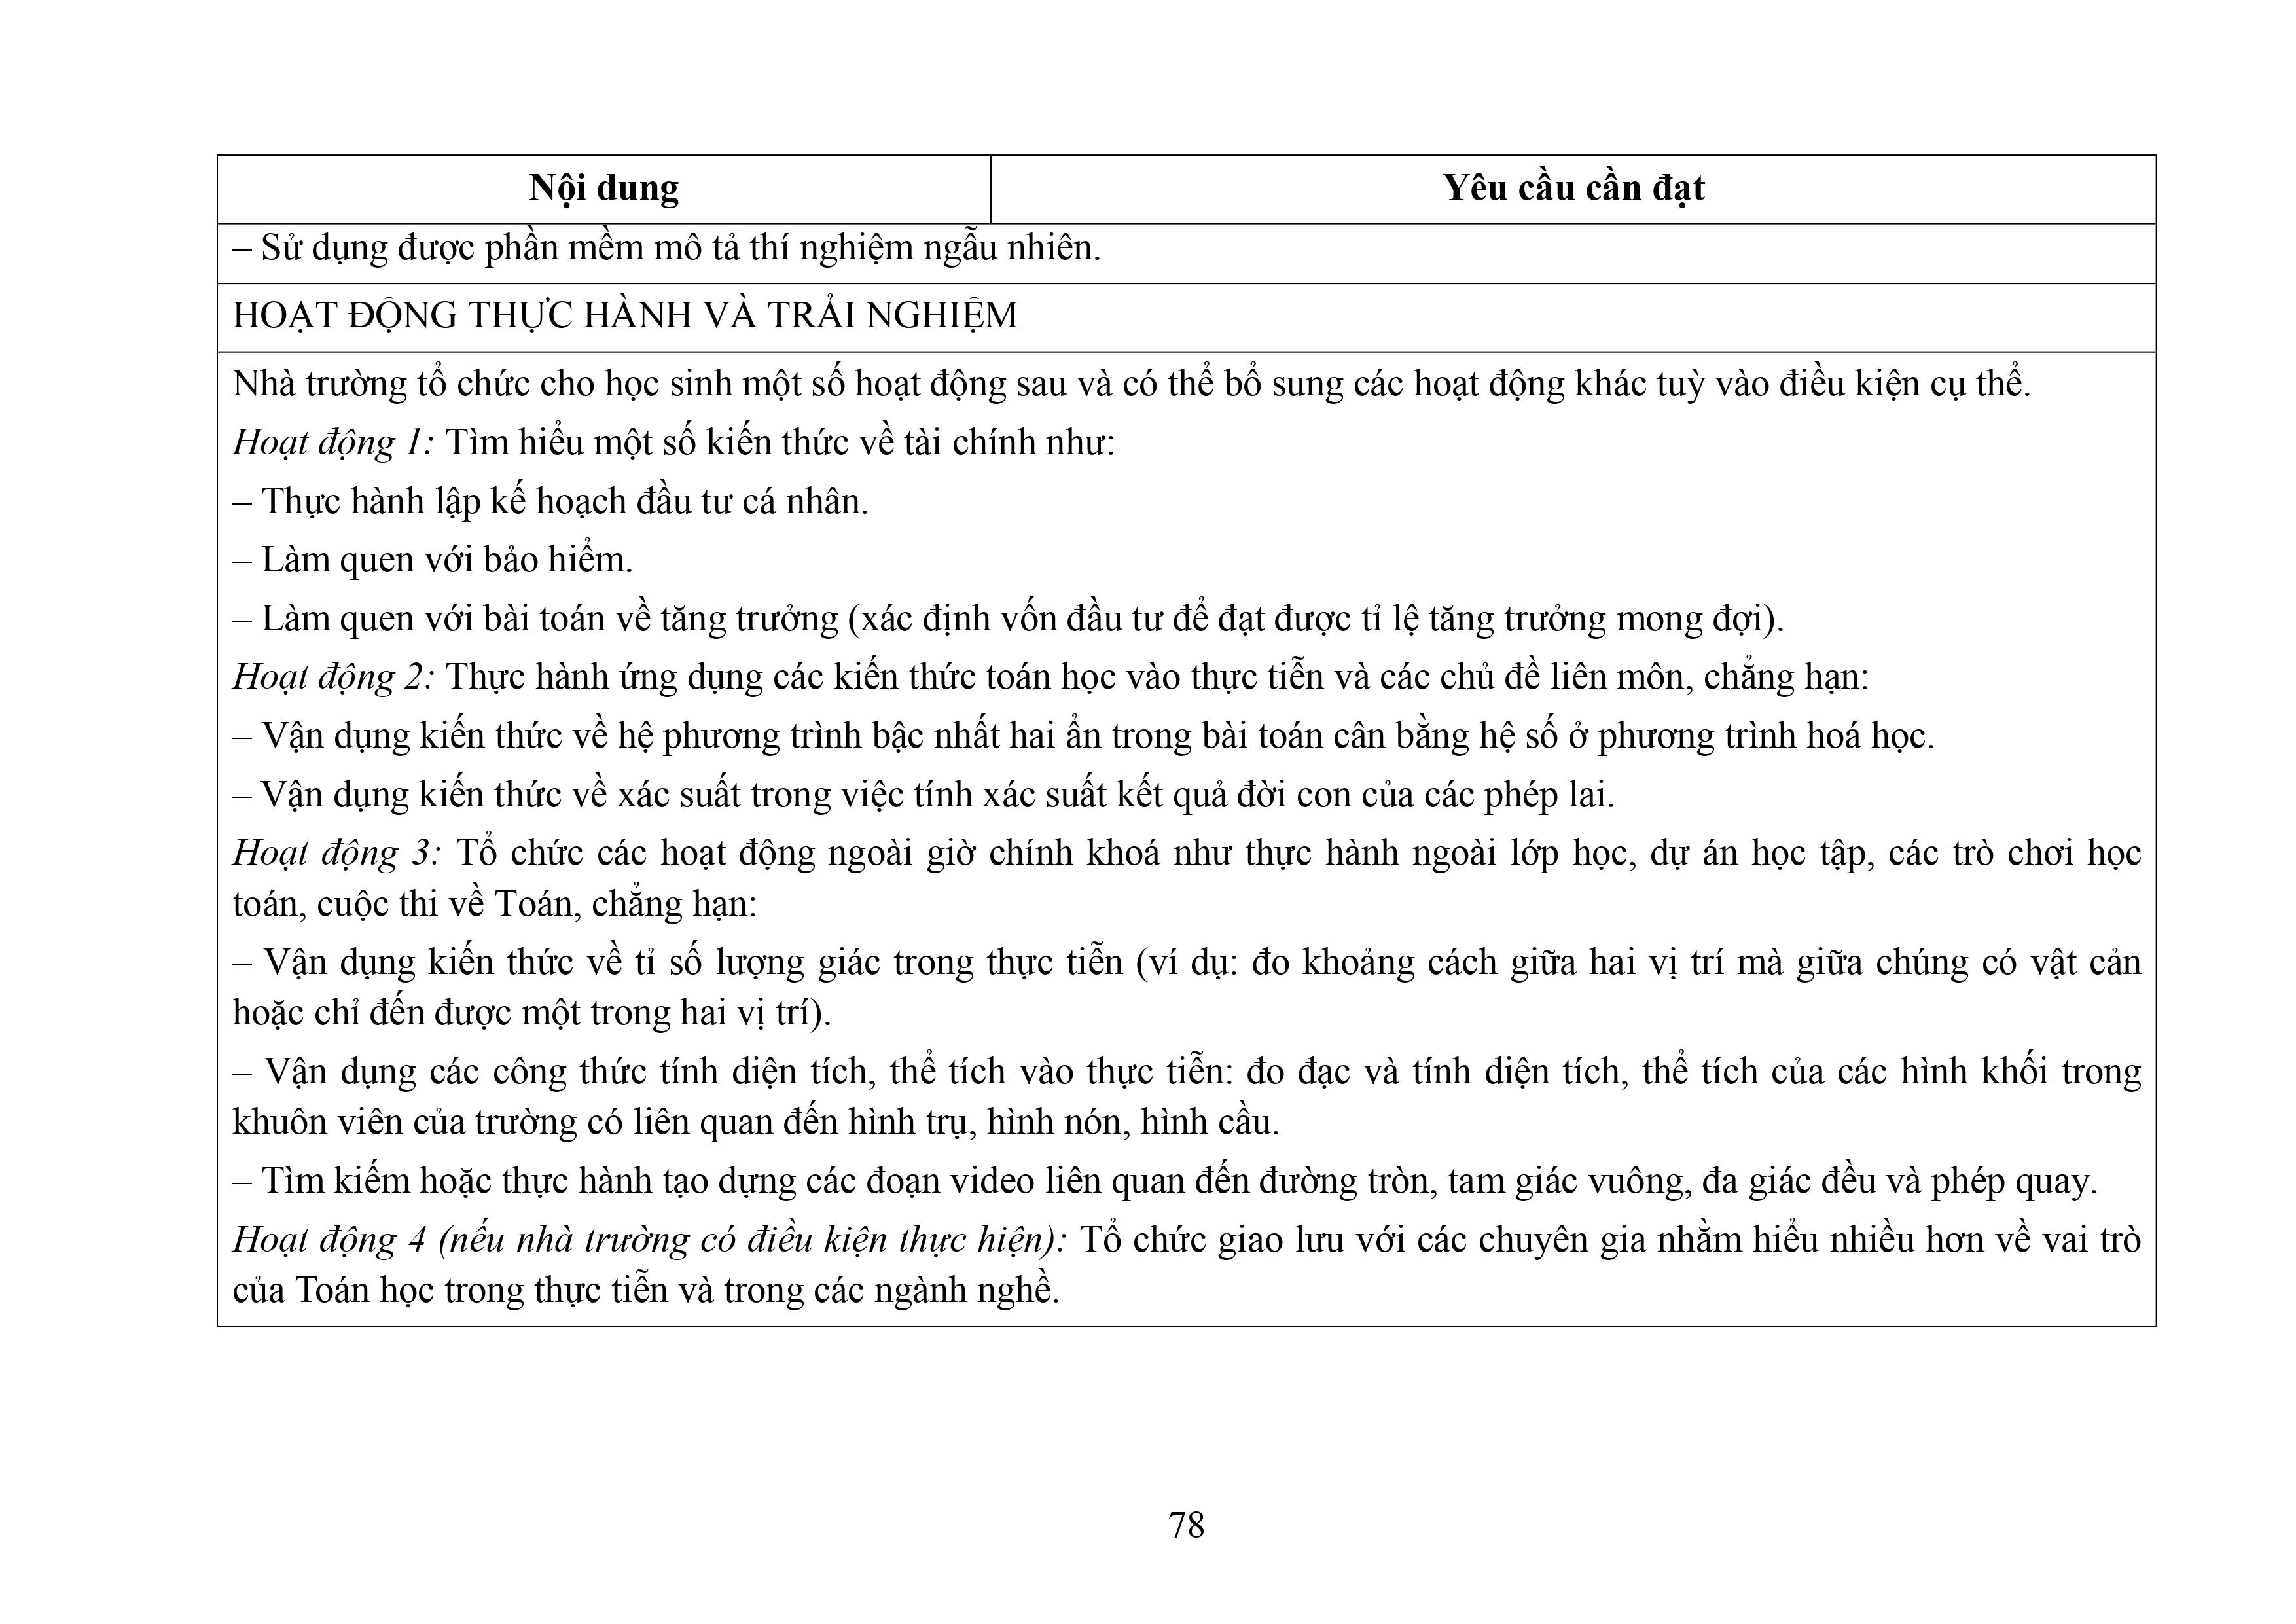 Nội dung
Yêu cầu cần đạt
– Sử dụng được phần mềm mô tả thí nghiệm ngẫu nhiên.
HOẠT ĐỘNG THỰC HÀNH VÀ TRẢI NGHIỆM
Nhà trường tổ chức cho học sinh một số hoạt động sau và có thể bổ sung các hoạt động khác tuỳ vào điều kiện cụ thể.
Hoạt động 1: Tìm hiểu một số kiến thức về tài chính như:
– Thực hành lập kế hoạch đầu tư cá nhân.
– Làm quen với bảo hiểm.
– Làm quen với bài toán về tăng trưởng (xác định vốn đầu tư để đạt được tỉ lệ tăng trưởng mong đợi).
Hoạt động 2: Thực hành ứng dụng các kiến thức toán học vào thực tiễn và các chủ đề liên môn, chẳng hạn:
– Vận dụng kiến thức về hệ phương trình bậc nhất hai ẩn trong bài toán cân bằng hệ số ở phương trình hoá học.
– Vận dụng kiến thức về xác suất trong việc tính xác suất kết quả đời con của các phép lai.
Hoạt động 3: Tổ chức các hoạt động ngoài giờ chính khoá như thực hành ngoài lớp học, dự án học tập, các trò chơi học
toán, cuộc thi về Toán, chẳng hạn:
– Vận dụng kiến thức về tỉ số lượng giác trong thực tiễn (ví dụ: đo khoảng cách giữa hai vị trí mà giữa chúng có vật cản
hoặc chỉ đến được một trong hai vị trí).
– Vận dụng các công thức tính diện tích, thể tích vào thực tiễn: đo đạc và tính diện tích, thể tích của các hình khối trong
khuôn viên của trường có liên quan đến hình trụ, hình nón, hình cầu.
– Tìm kiếm hoặc thực hành tạo dựng các đoạn video liên quan đến đường tròn, tam giác vuông, đa giác đều và phép quay.
Hoạt động 4 (nếu nhà trường có điều kiện thực hiện): Tổ chức giao lưu với các chuyên gia nhằm hiểu nhiều hơn về vai trò
của Toán học trong thực tiễn và trong các ngành nghề.
78